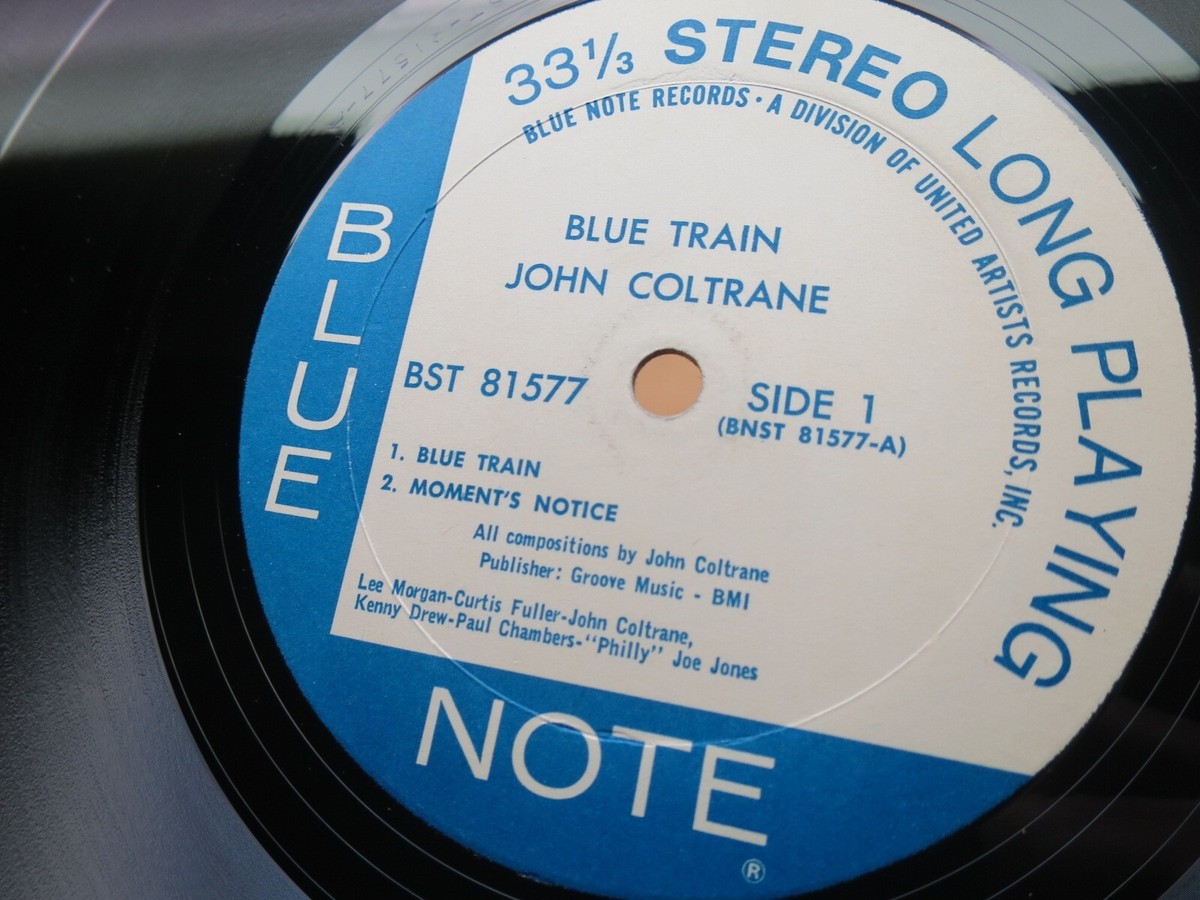 33⅓ STEREO LONG PLAYING
BLUE NOTE RECORDS · A DIVISION OF UNITED ARTISTS RECORDS, INC.
BLUE TRAIN
JOHN COLTRANE
BST 81577
SIDE 1
(BNST 81577-A)
1. BLUE TRAIN
2. MOMENT'S NOTICE
All compositions by John Coltrane
Publisher: Groove Music - BMI
Lee Morgan-Curtis Fuller-John Coltrane,
Kenny Drew-Paul Chambers-"Philly" Joe Jones
BLUE
NOTE
®